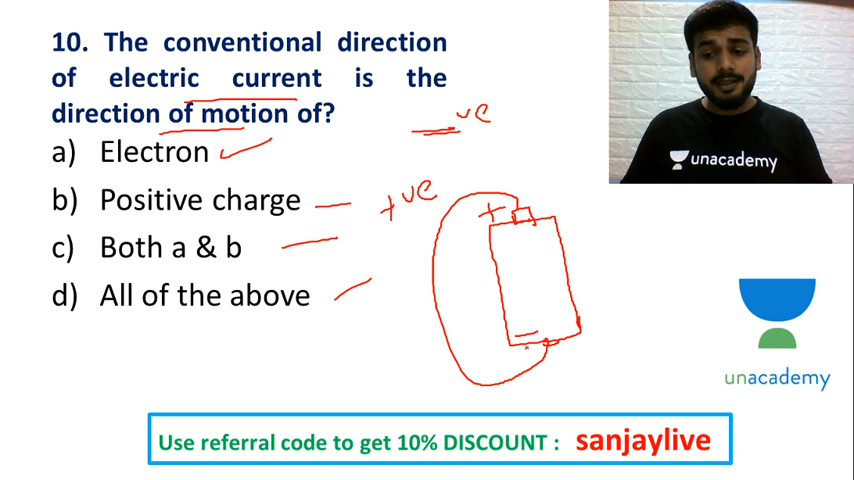 10. The conventional direction
of electric current is the
direction of motion of?
a) Electron
b) Positive charge
c) Both a & b
d) All of the above
-ve
+ve
+
-
unacademy
unacademy
Use referral code to get 10% DISCOUNT : sanjaylive